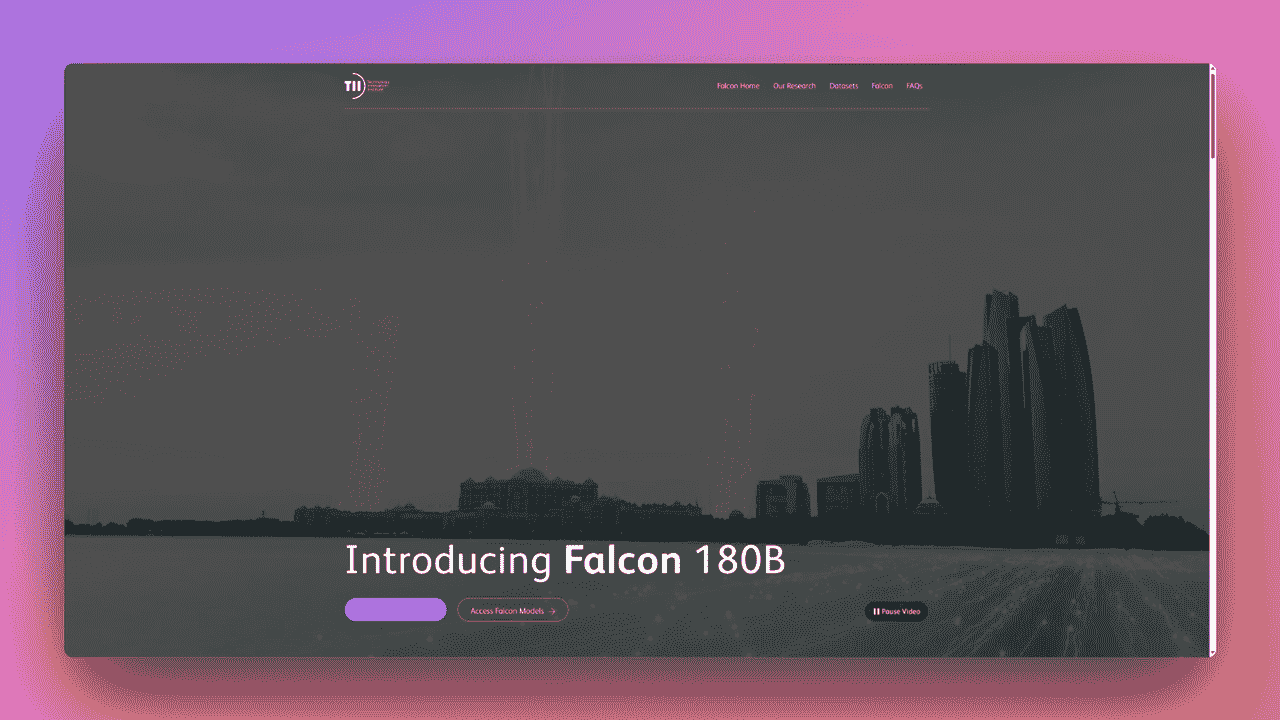 TII
Falcon Home
Our Research
Datasets
Falcon
FAQs
Introducing Falcon 180B
Access Falcon Models
Pause Video